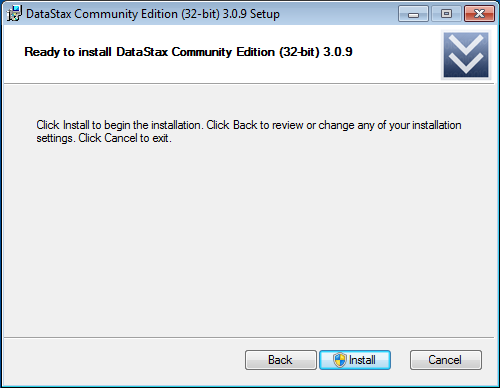 DataStax Community Edition (32-bit) 3.0.9 Setup
Ready to install DataStax Community Edition (32-bit) 3.0.9
Click Install to begin the installation. Click Back to review or change any of your installation
settings. Click Cancel to exit.
Back Install Cancel